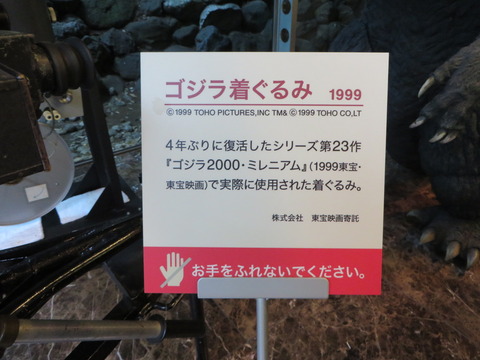 ゴジラ着ぐるみ 1999
©1999 TOHO PICTURES,INC TM& ©1999 TOHO CO,LT
4年ぶりに復活したシリーズ第23作
『ゴジラ2000・ミレニアム』(1999東宝・
東宝映画)で実際に使用された着ぐるみ。
株式会社 東宝映画寄託
お手をふれないでください。